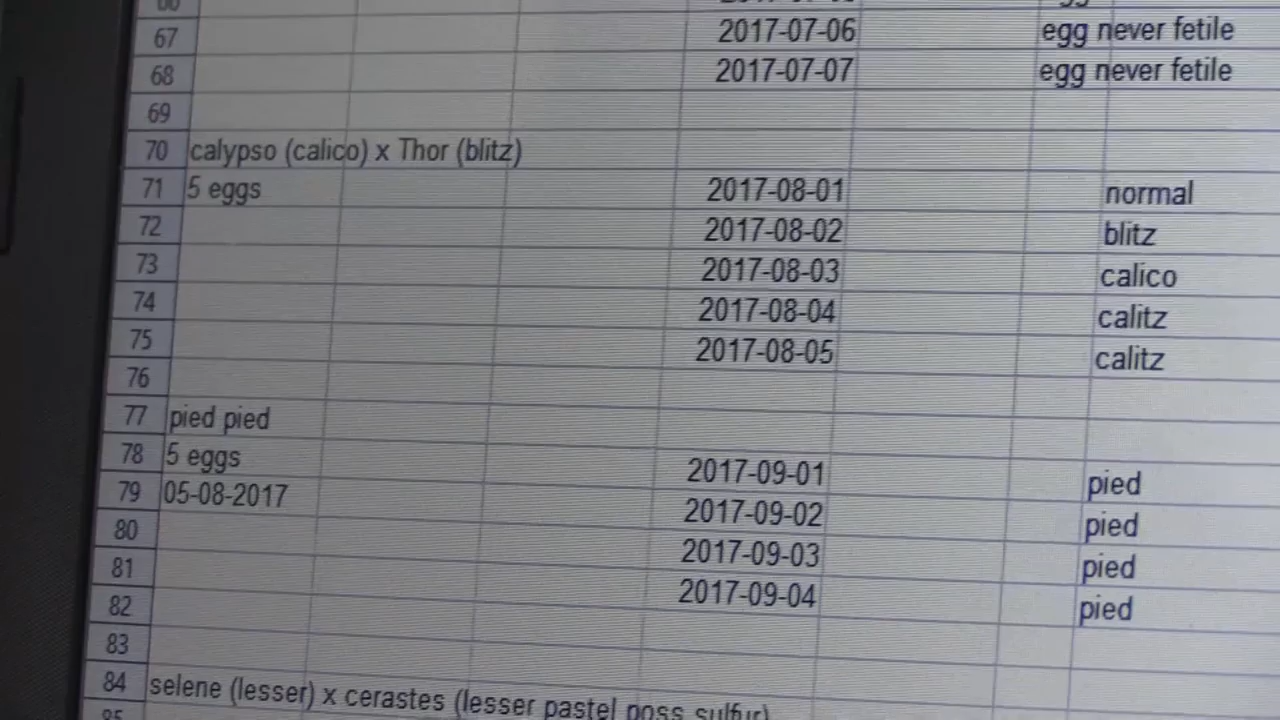 67 2017-07-06 egg never fetile
68 2017-07-07 egg never fetile
69
70 calypso (calico) x Thor (blitz)
71 5 eggs 2017-08-01 normal
72 2017-08-02 blitz
73 2017-08-03 calico
74 2017-08-04 calitz
75 2017-08-05 calitz
76
77 pied pied
78 5 eggs 2017-09-01 pied
79 05-08-2017 2017-09-02 pied
80 2017-09-03 pied
81 2017-09-04 pied
82
83
84 selene (lesser) x cerastes (lesser pastel poss sulfur)